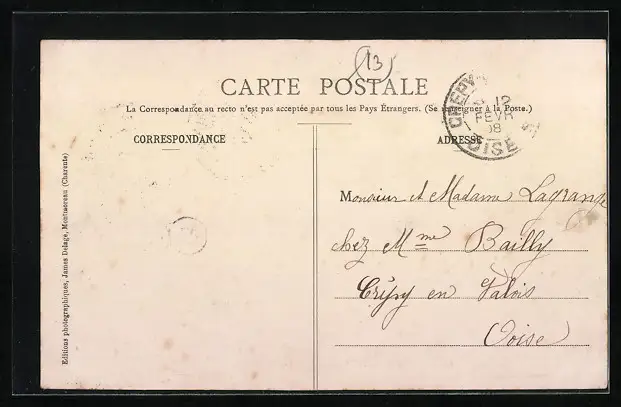 13
CARTE POSTALE
La Correspondance au recto n'est pas acceptée par tous les Pays Étrangers. (Se renseigner à la Poste.)
CORRESPONDANCE
ADRESSE
12
FEVR
08
OISE
Monsieur et Madame Lagrange
chez Mme Bailly
Crépy en Valois
Oise
Editions photographiques, James Delage, Montmoreau (Charente)